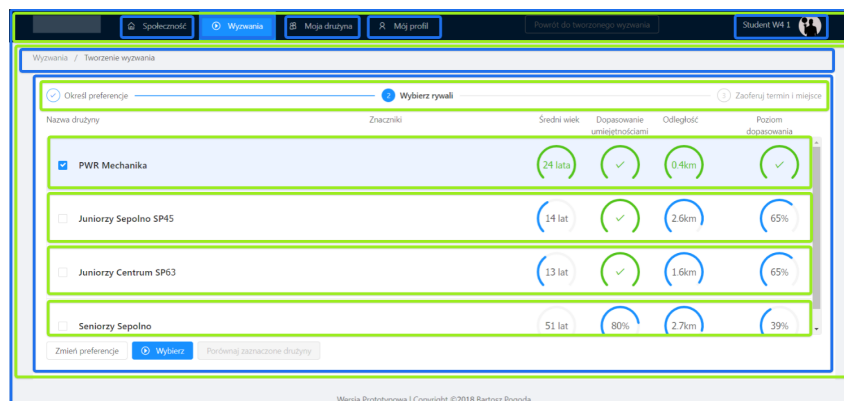 Społeczność Wyzwania Moja drużyna Mój profil Powrót do tworzonego wyzwania Student W4 1
Wyzwania / Tworzenie wyzwania
Określ preferencje 2 Wybierz rywali 3 Zaoferuj termin i miejsce
Nazwa drużyny Znaczniki Średni wiek Dopasowanie umiejętnościami Odległość Poziom dopasowania
PWR Mechanika 24 lata 0.4km
Juniorzy Sepolno SP45 14 lat 2.6km 65%
Juniorzy Centrum SP63 13 lat 1.6km 65%
Seniorzy Sepolno 51 lat 80% 2.7km 39%
Zmień preferencje Wybierz Porównaj zaznaczone drużyny
Wersja Prototypowa | Copyright ©2018 Bartosz Pogoda